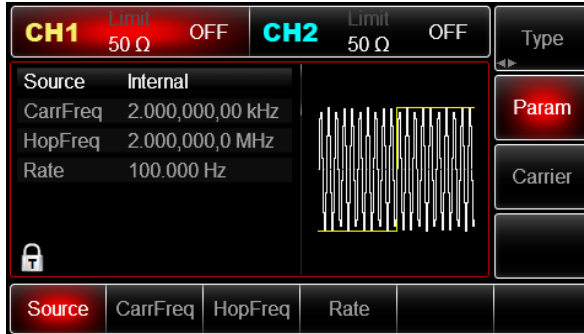 CH1 Limit 50 Ω OFF CH2 Limit 50 Ω OFF Type
Source Internal
CarrFreq 2.000,000,00 kHz
Param
HopFreq 2.000,000,0 MHz
Rate 100.000 Hz
Carrier
T
Source CarrFreq HopFreq Rate